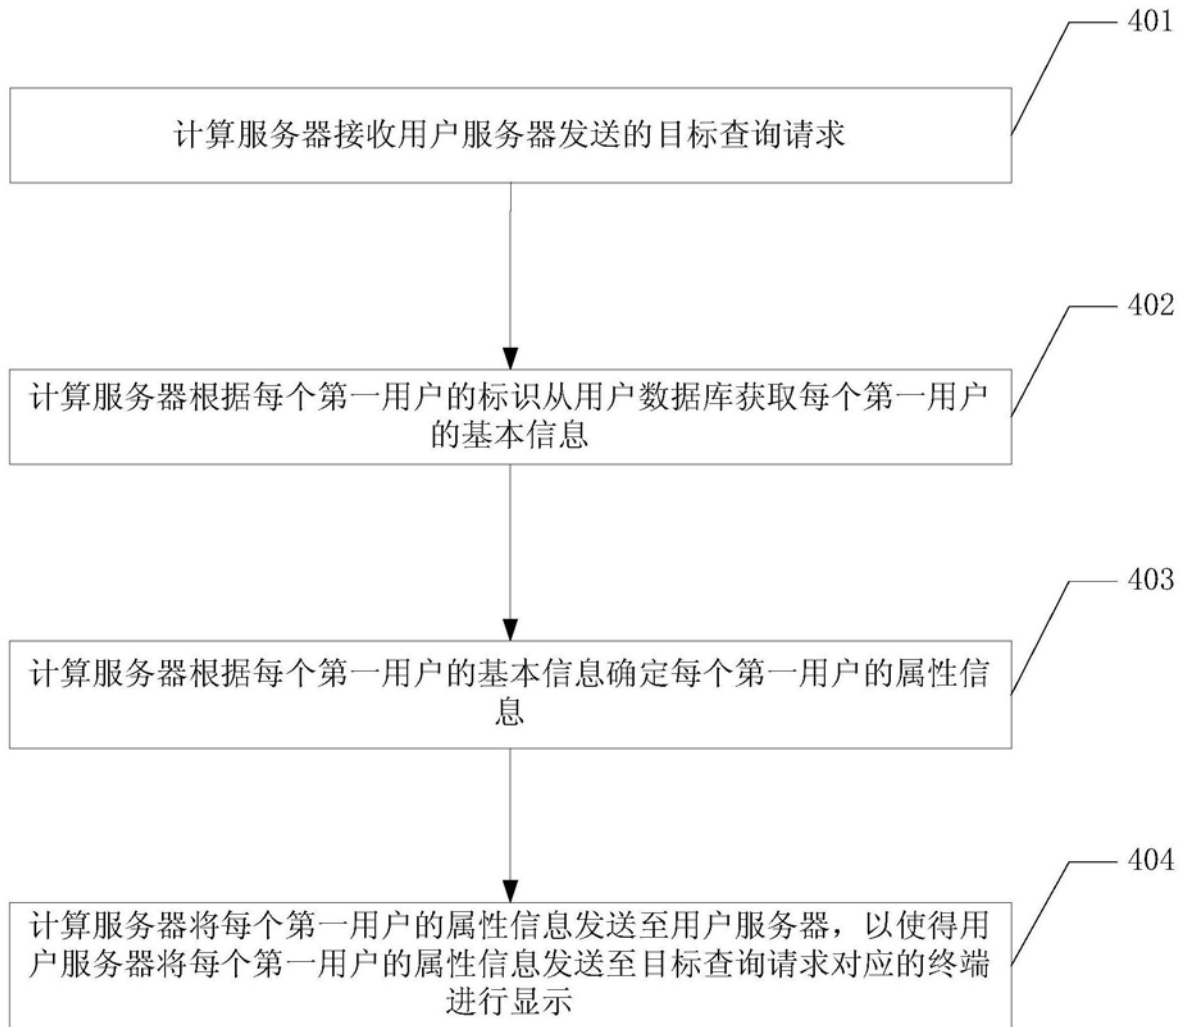 401
计算服务器接收用户服务器发送的目标查询请求
402
计算服务器根据每个第一用户的标识从用户数据库获取每个第一用户
的基本信息
403
计算服务器根据每个第一用户的基本信息确定每个第一用户的属性信
息
404
计算服务器将每个第一用户的属性信息发送至用户服务器，以使得用
户服务器将每个第一用户的属性信息发送至目标查询请求对应的终端
进行显示